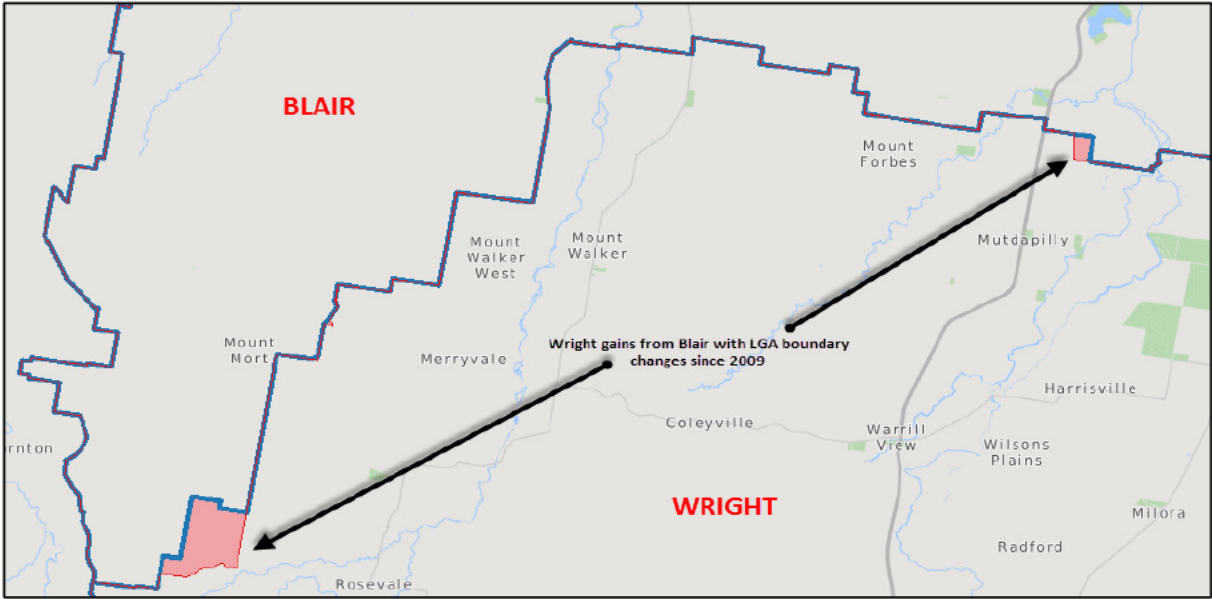 BLAIR
Mount
Forbes
Mount
Walker
West
Mount
Walker
Mutdapilly
Mount
Mort
Merryvale
Wright gains from Blair with LGA boundary
changes since 2009
Harrisville
Coleyville
Warrill
View
Wilsons
Plains
rnton
WRIGHT
Milora
Radford
Rosevale